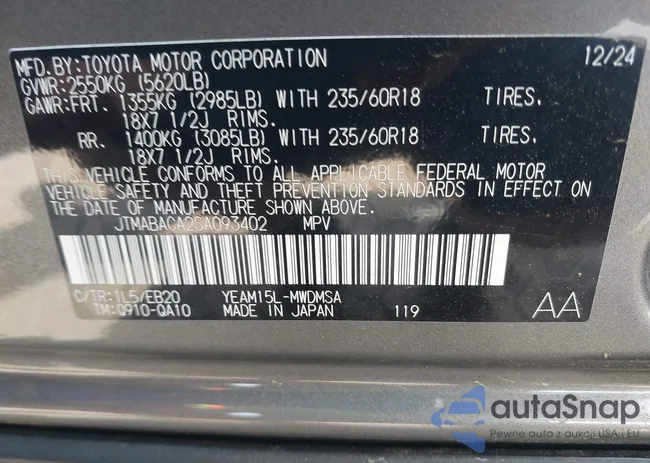 MFD.BY:TOYOTA MOTOR CORPORATION 12/24
GVWR:2550KG (5620LB)
GAWR:FRT. 1355KG (2985LB) WITH 235/60R18 TIRES.
18X7 1/2J RIMS.
RR. 1400KG (3085LB) WITH 235/60R18 TIRES.
18X7 1/2J RIMS.
THIS VEHICLE CONFORMS TO ALL APPLICABLE FEDERAL MOTOR
VEHICLE SAFETY AND THEFT PREVENTION STANDARDS IN EFFECT ON
THE DATE OF MANUFACTURE SHOWN ABOVE.
JTMABACA2SA093402 MPV
C/TR:1L5/EB20 YEAM15L-MWDMSA
TM:Q910-QA10 MADE IN JAPAN 119 AA
autaSnap
Pewne auto z aukcji USA i EU